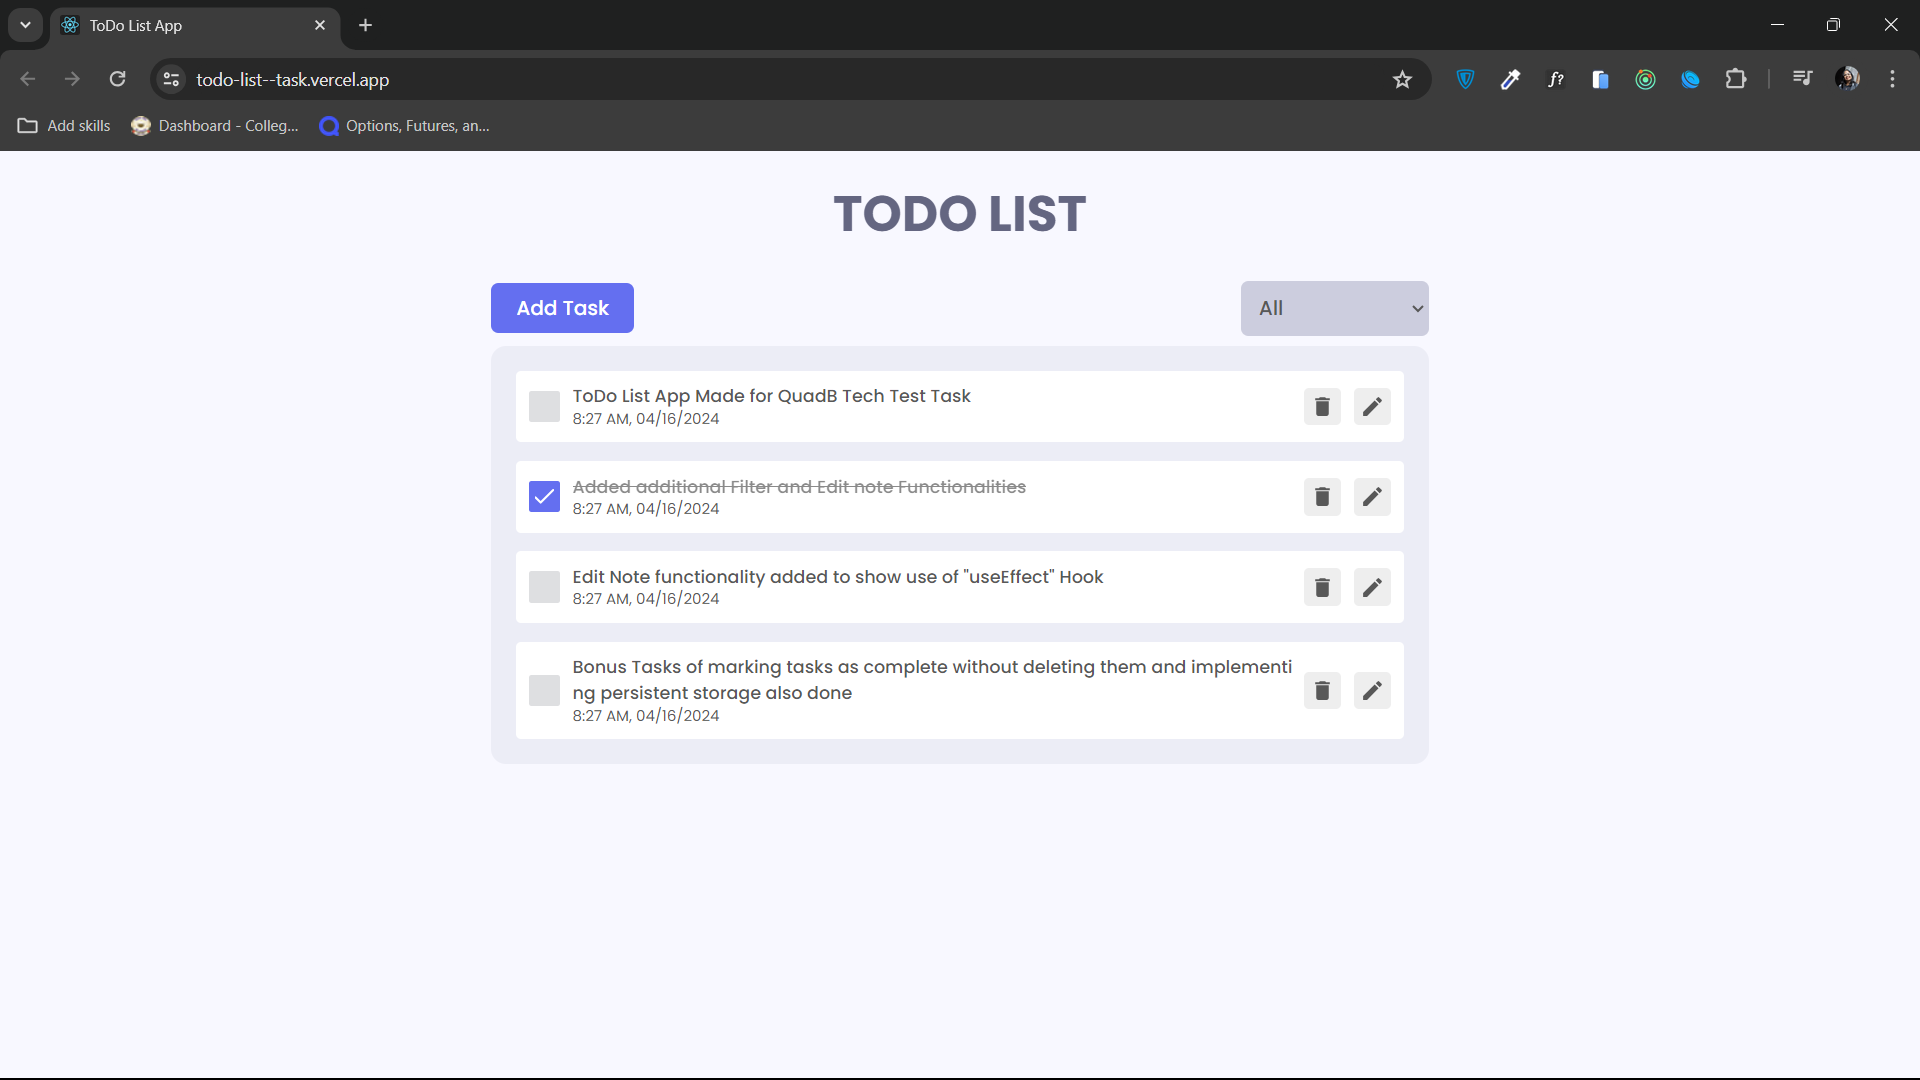 ToDo List App
todo-list--task.vercel.app
f?
Add skills
Dashboard - Colleg...
Options, Futures, an...
TODO LIST
Add Task
All
ToDo List App Made for QuadB Tech Test Task
8:27 AM, 04/16/2024
Added additional Filter and Edit note Functionalities
8:27 AM, 04/16/2024
Edit Note functionality added to show use of "useEffect" Hook
8:27 AM, 04/16/2024
Bonus Tasks of marking tasks as complete without deleting them and implementi
ng persistent storage also done
8:27 AM, 04/16/2024